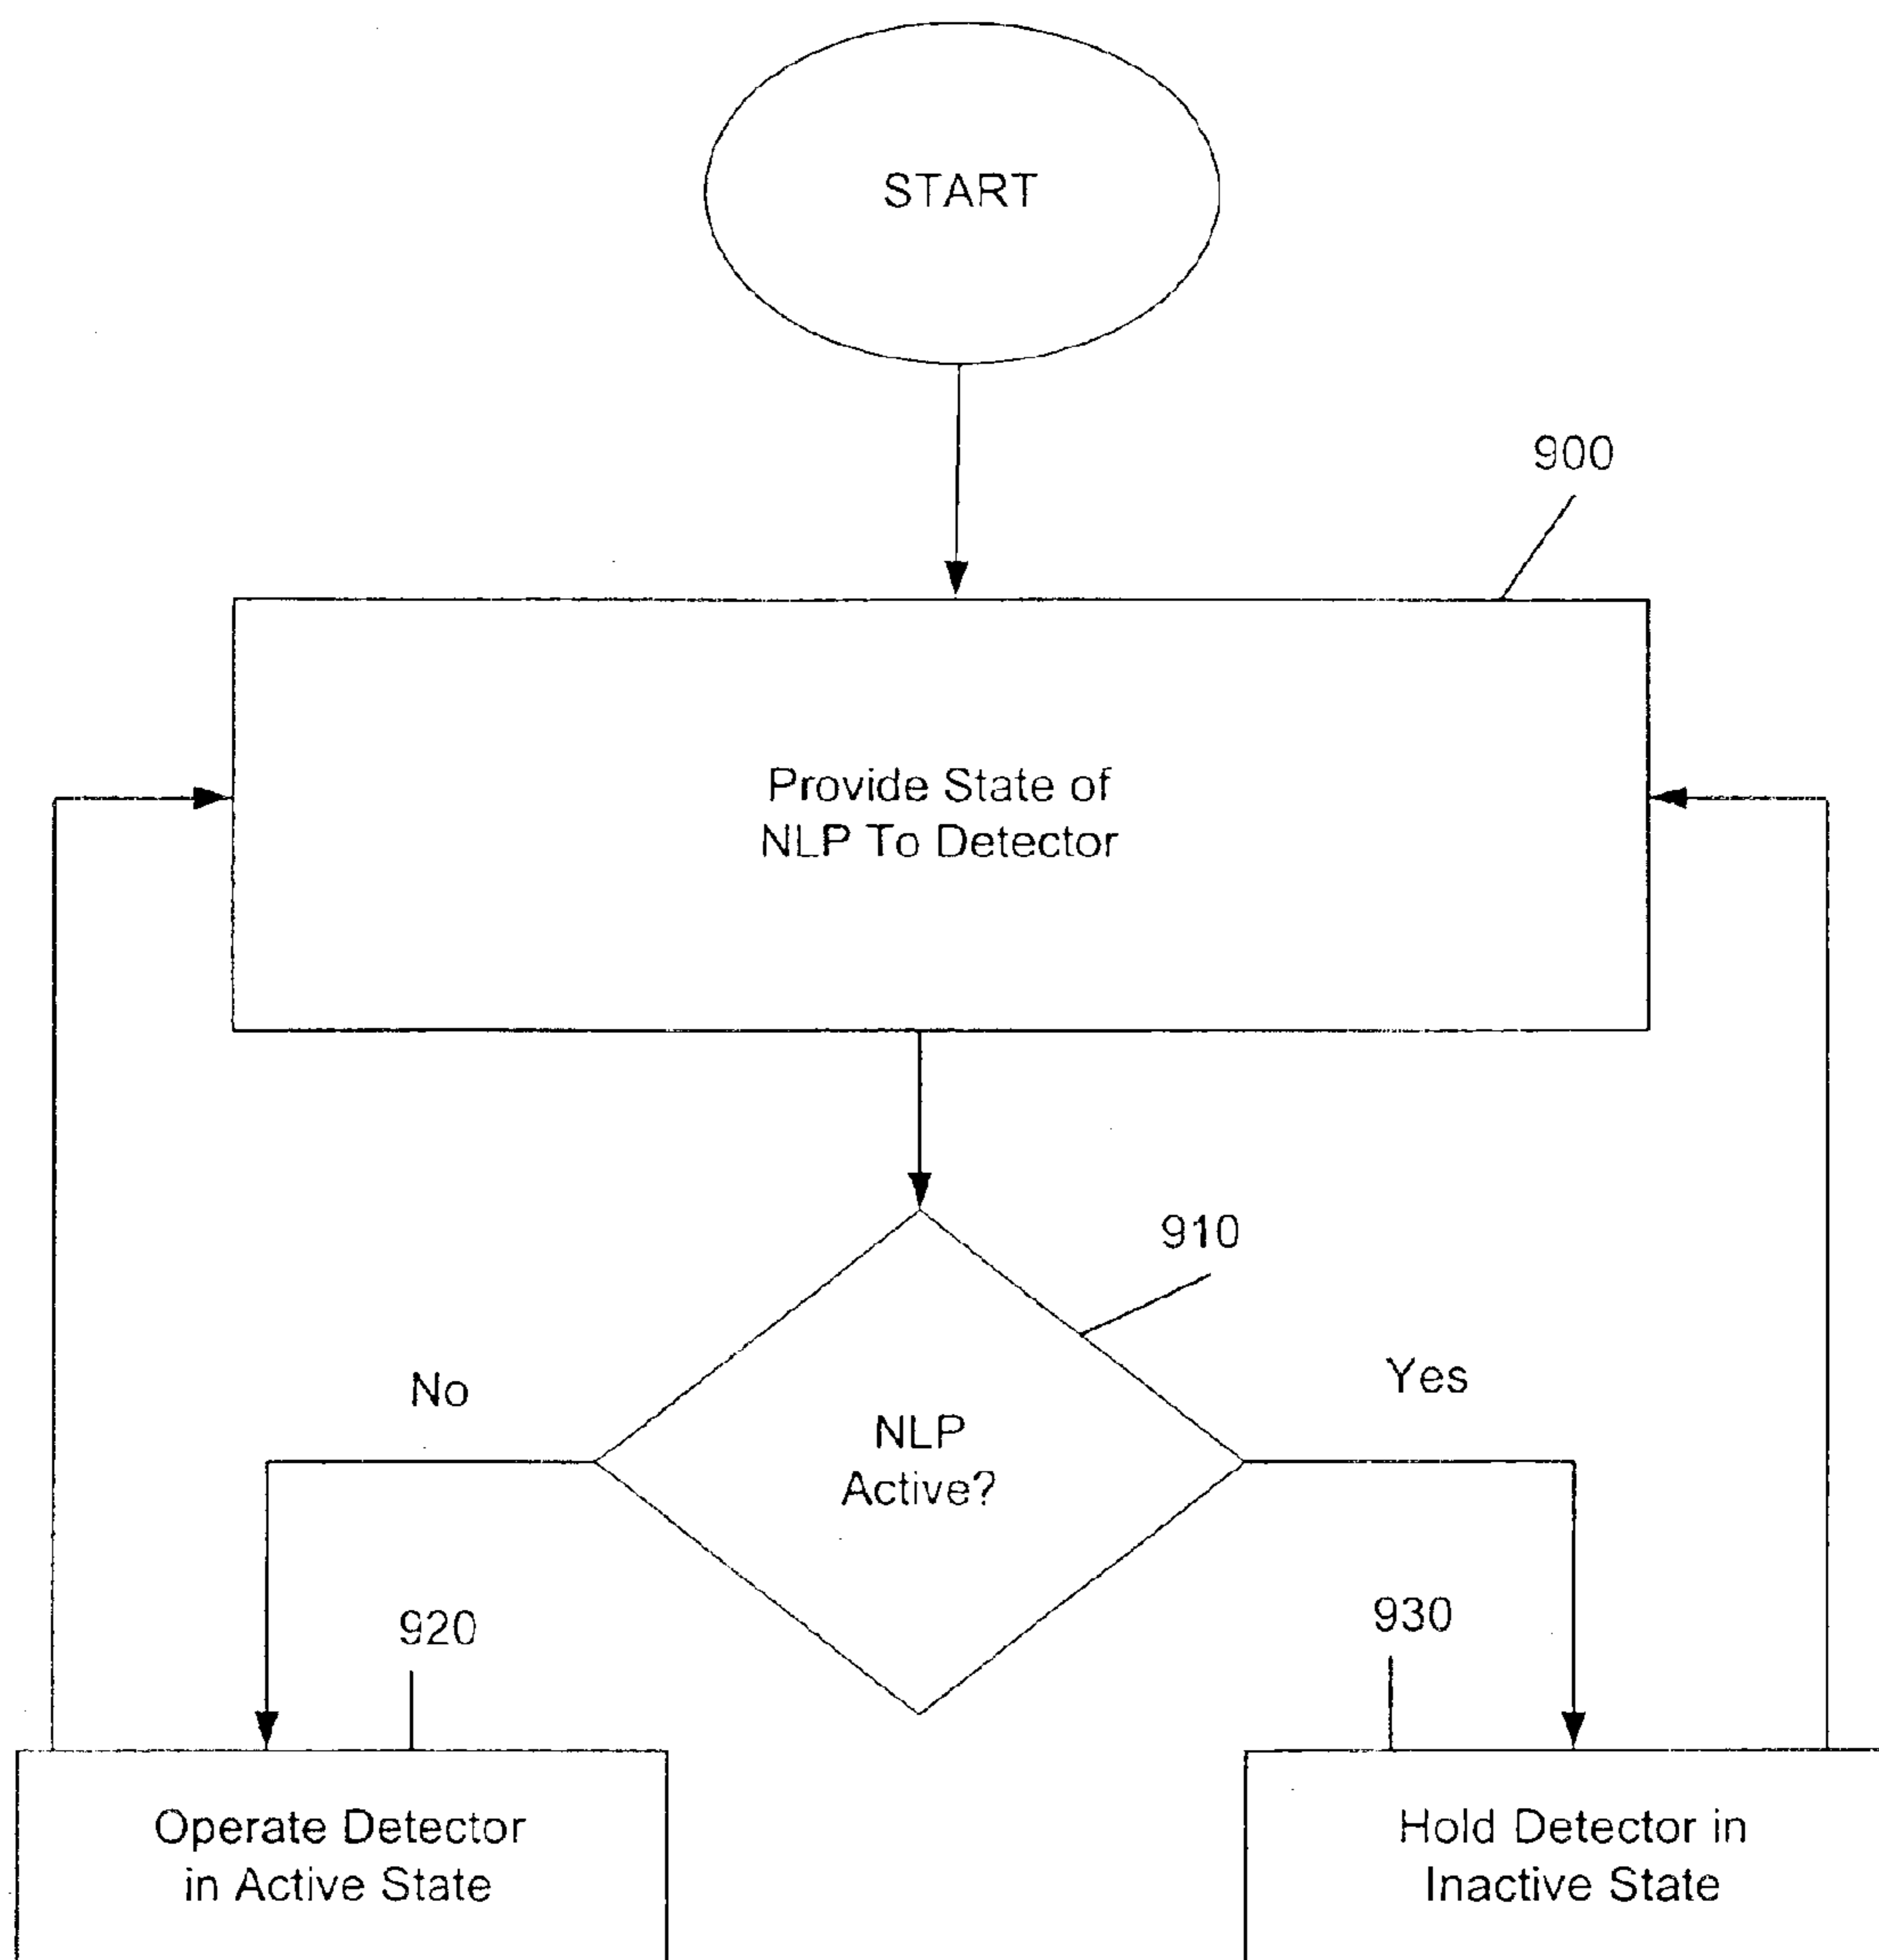 START
900
Provide State of
NLP To Detector
910
No
Yes
NLP
Active?
920
930
Operate Detector
in Active State
Hold Detector in
Inactive State